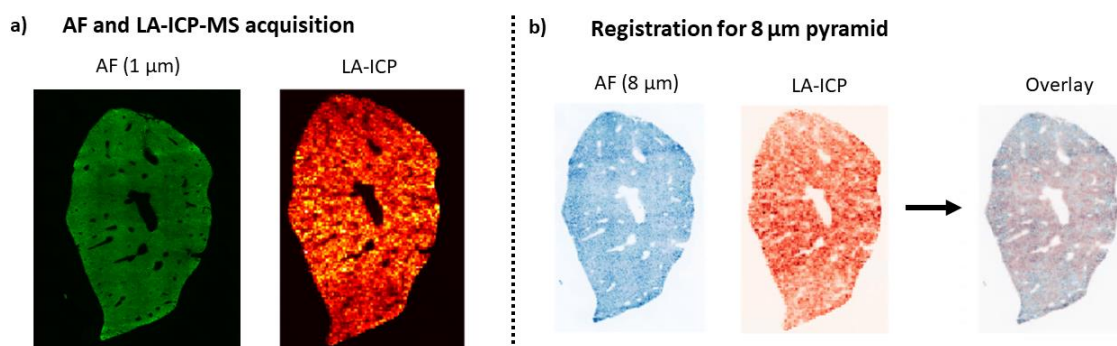 a) AF and LA-ICP-MS acquisition
AF (1 µm) LA-ICP
b) Registration for 8 µm pyramid
AF (8 µm) LA-ICP Overlay